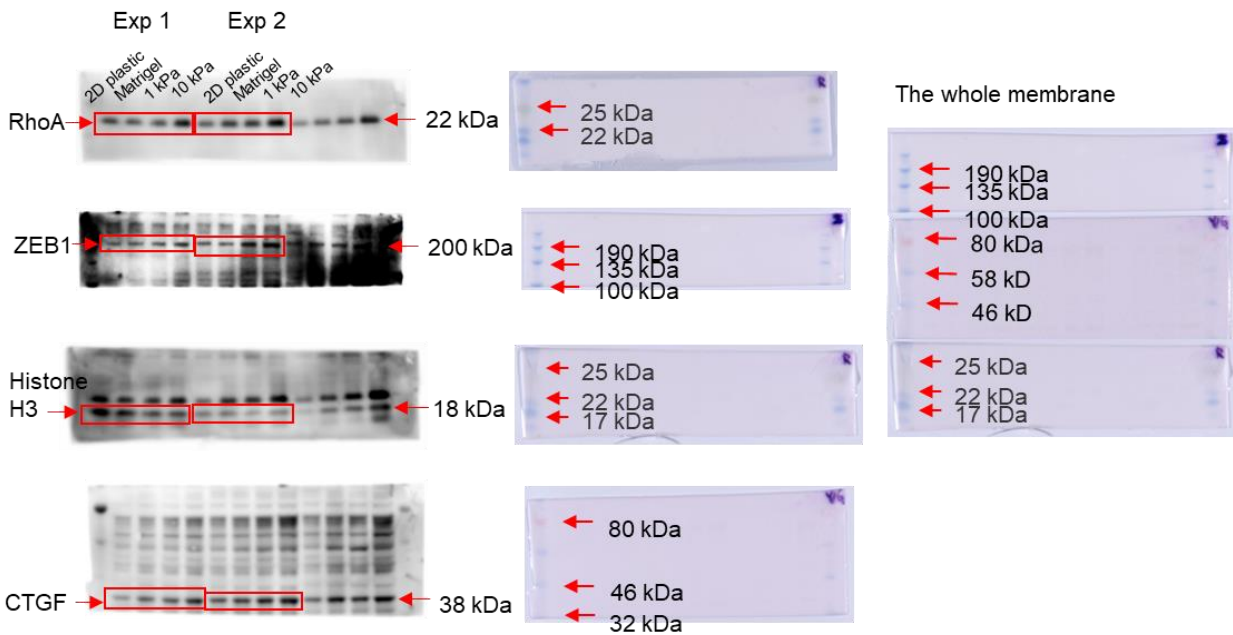 Exp 1 Exp 2
2D plastic Matrigel 1 kPa 10 kPa 2D plastic Matrigel 1 kPa 10 kPa
RhoA 22 kDa
25 kDa
22 kDa
ZEB1 200 kDa
190 kDa
135 kDa
100 kDa
Histone
H3 18 kDa
25 kDa
22 kDa
17 kDa
CTGF 38 kDa
80 kDa
46 kDa
32 kDa
The whole membrane
190 kDa
135 kDa
100 kDa
80 kDa
58 kD
46 kD
25 kDa
22 kDa
17 kDa